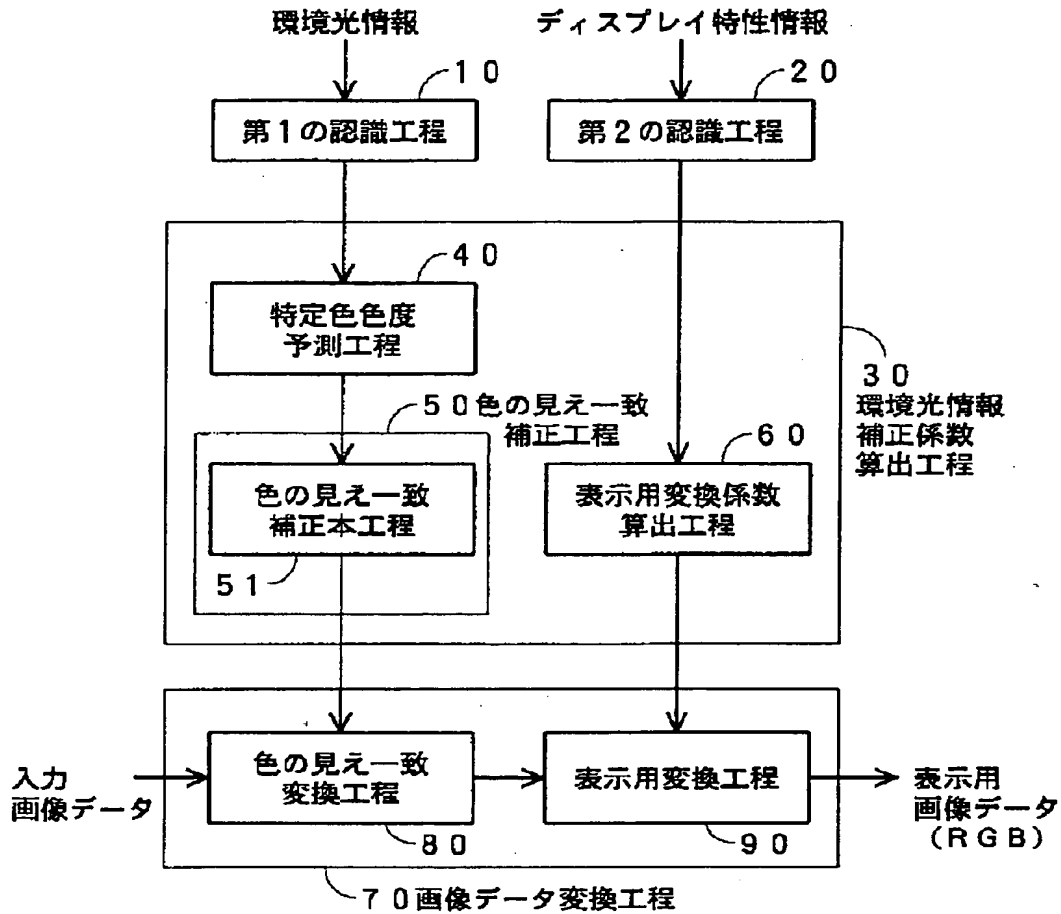 環境光情報
ディスプレイ特性情報
10
20
第1の認識工程
第2の認識工程
40
特定色色度
予測工程
30
環境光情報
補正係数
算出工程
50色の見え一致
補正工程
60
色の見え一致
補正本工程
表示用変換係数
算出工程
51
入力
画像データ
色の見え一致
変換工程
表示用変換工程
表示用
画像データ
(RGB)
80
90
70画像データ変換工程